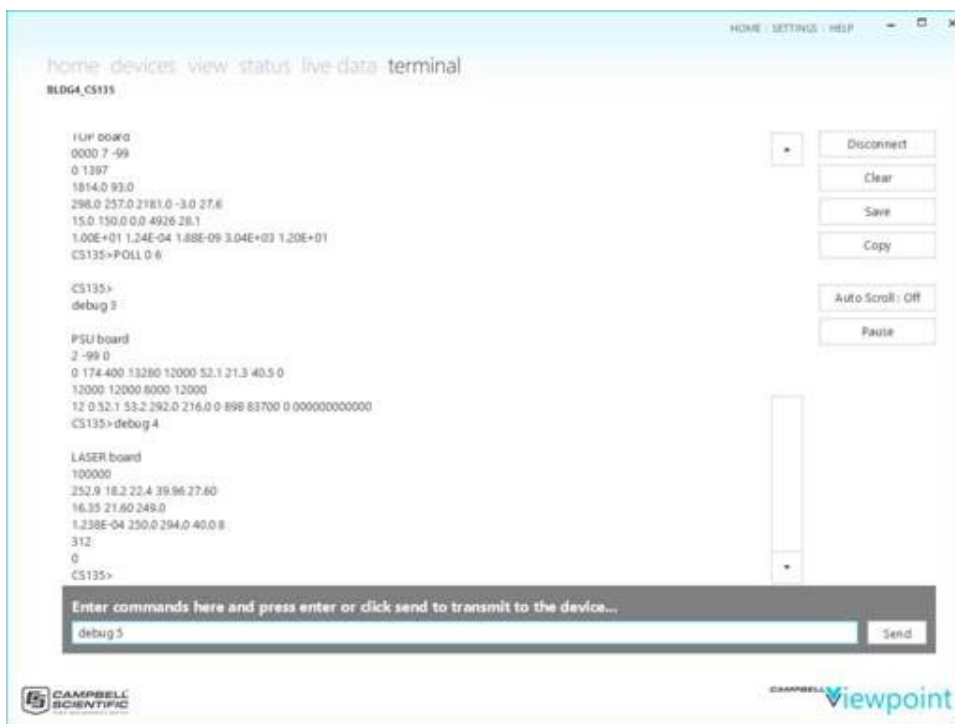 HOME : SETTINGS : HELP
home devices view status live data terminal
BLDG4_CS135
TOP board
0000 7 -99
0 1397
1814.0 93.0
298.0 257.0 2181.0 -3.0 27.6
15.0 150.0 0.0 4926 28.1
1.00E+01 1.24E-04 1.88E-09 3.04E+03 1.20E+01
CS135>POLL 0 6
CS135>
debug 3
PSU board
2 -99 0
0 174 400 13280 12000 52.1 21.3 40.5 0
12000 12000 8000 12000
12 0 52.1 53.2 292.0 216.0 0 898 83700 0 000000000000
CS135>debug 4
LASER board
100000
252.9 18.2 22.4 39.96 27.60
16.35 21.60 249.0
1.238E-04 250.0 294.0 40.0 8
312
0
CS135>
Disconnect
Clear
Save
Copy
Auto Scroll : Off
Pause
Enter commands here and press enter or click send to transmit to the device...
debug 5
Send
CAMPBELL
SCIENTIFIC
CAMPBELL
Viewpoint